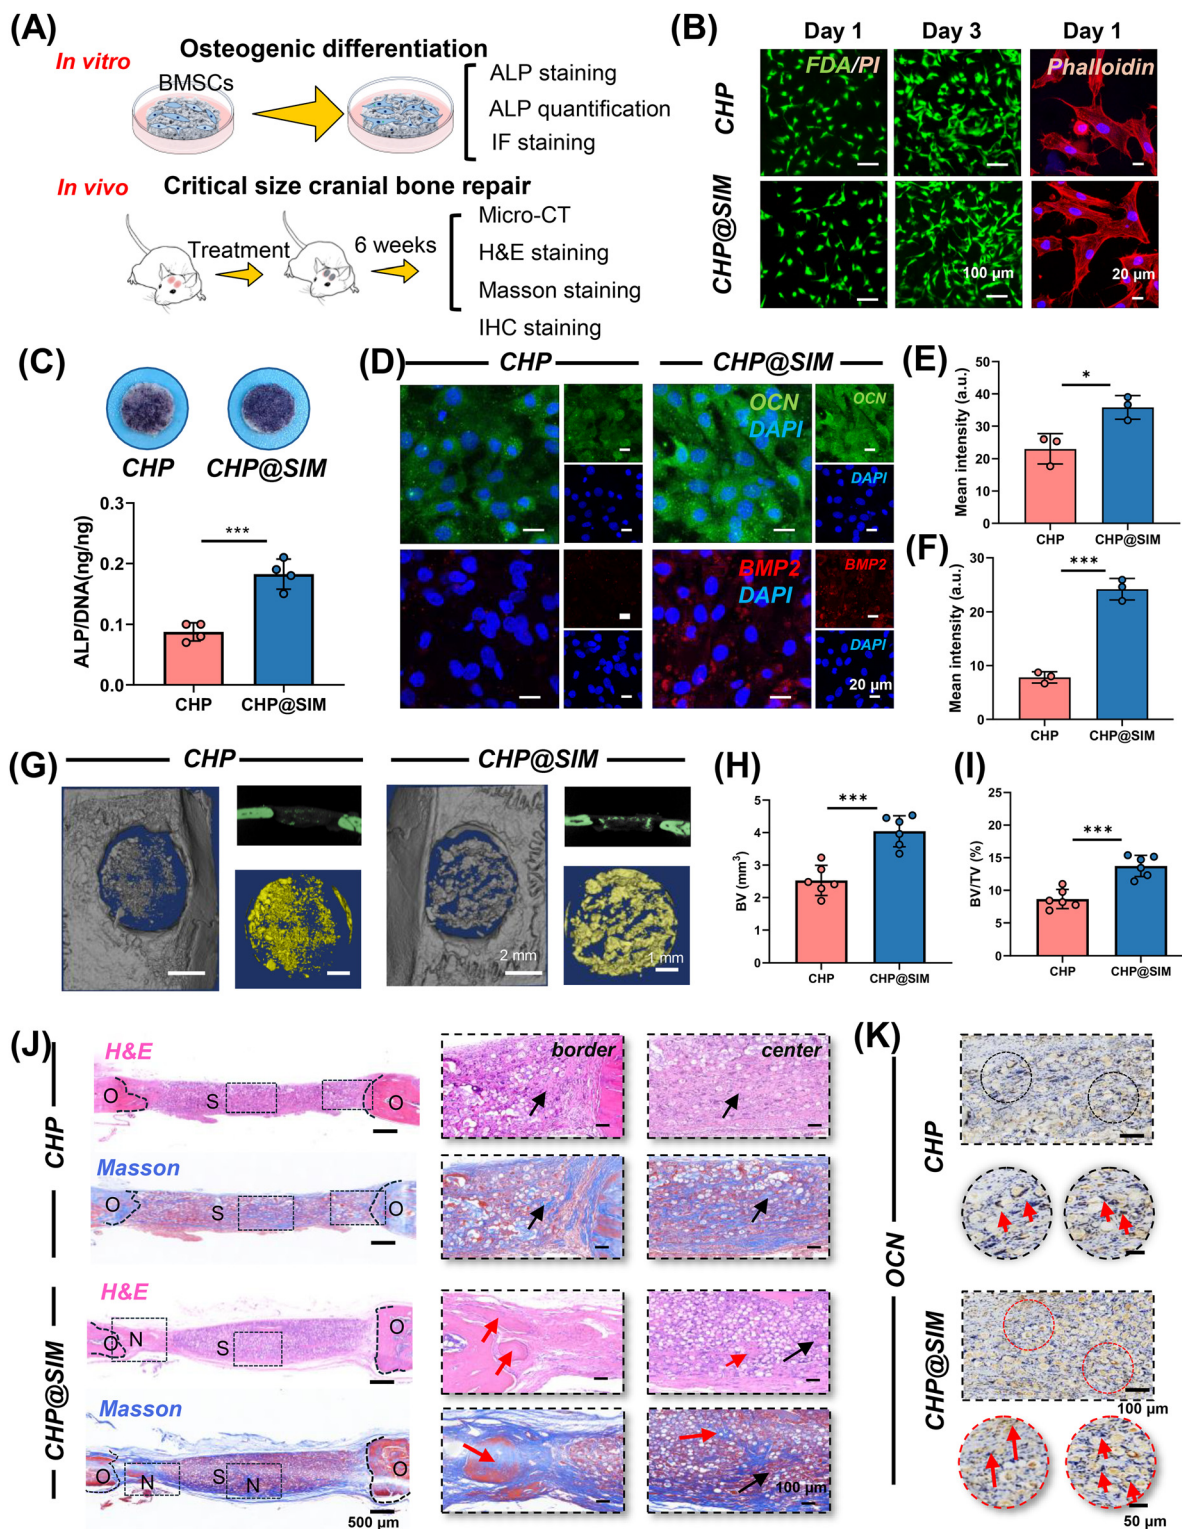 (A)
In vitro
Osteogenic differentiation
BMSCs
ALP staining
ALP quantification
IF staining
In vivo
Critical size cranial bone repair
Treatment
6 weeks
Micro-CT
H&E staining
Masson staining
IHC staining
(B)
Day 1 Day 3 Day 1
FDA/PI
Phalloidin
CHP
CHP@SIM
100 μm
20 μm
(C)
CHP CHP@SIM
ALP/DNA(ng/ng)
0.3
0.2
0.1
0.0
***
CHP CHP@SIM
(D)
CHP CHP@SIM
OCN
DAPI
OCN
DAPI
BMP2
DAPI
BMP2
DAPI
20 μm
(E)
Mean intensity (a.u.)
50
40
30
20
10
0
*
CHP CHP@SIM
(F)
Mean intensity (a.u.)
30
20
10
0
***
CHP CHP@SIM
(G)
CHP CHP@SIM
2 mm
1 mm
(H)
BV (mm³)
5
4
3
2
1
0
***
CHP CHP@SIM
(I)
BV/TV (%)
25
20
15
10
5
0
***
CHP CHP@SIM
(J)
CHP
H&E
O S O
border
center
Masson
O S O
CHP@SIM
H&E
O N S O
Masson
O N S N O
500 μm
100 μm
(K)
OCN
CHP
CHP@SIM
100 μm
50 μm